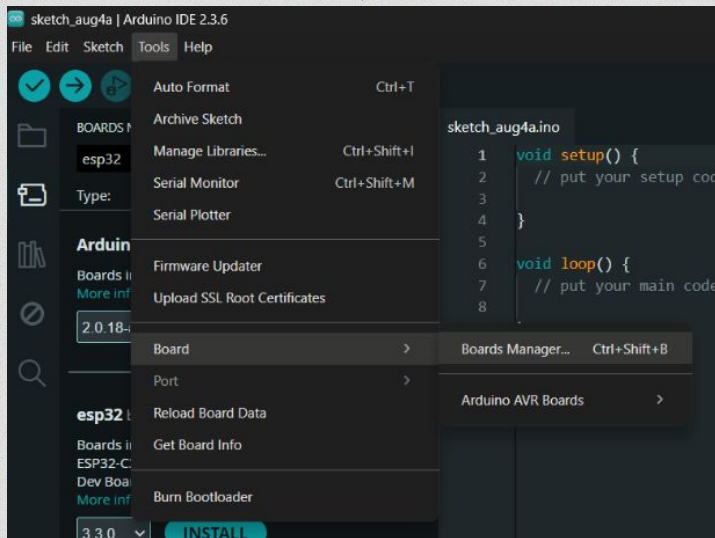 sketch_aug4a | Arduino IDE 2.3.6
File Edit Sketch Tools Help
Auto Format Ctrl+T
Archive Sketch
Manage Libraries... Ctrl+Shift+I
Serial Monitor Ctrl+Shift+M
Serial Plotter
Firmware Updater
Upload SSL Root Certificates
Board >
Port >
Reload Board Data
Get Board Info
Burn Bootloader
Boards Manager... Ctrl+Shift+B
Arduino AVR Boards >
BOARDS
esp32
Type:
Arduin
Boards i
More inf
2.0.18-
esp32
Boards i
ESP32-C
Dev Boa
More inf
3.3.0 INSTALL
sketch_aug4a.ino
1 void setup() {
2 // put your setup cod
3
4 }
5
6 void loop() {
7 // put your main code
8